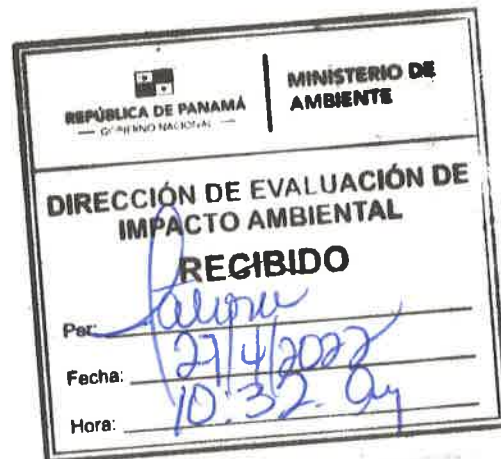 REPÚBLICA DE PANAMÁ
— GOBIERNO NACIONAL —
MINISTERIO DE
AMBIENTE
DIRECCIÓN DE EVALUACIÓN DE
IMPACTO AMBIENTAL
RECIBIDO
Por:
Fecha: 27/4/2022
Hora: 10:32